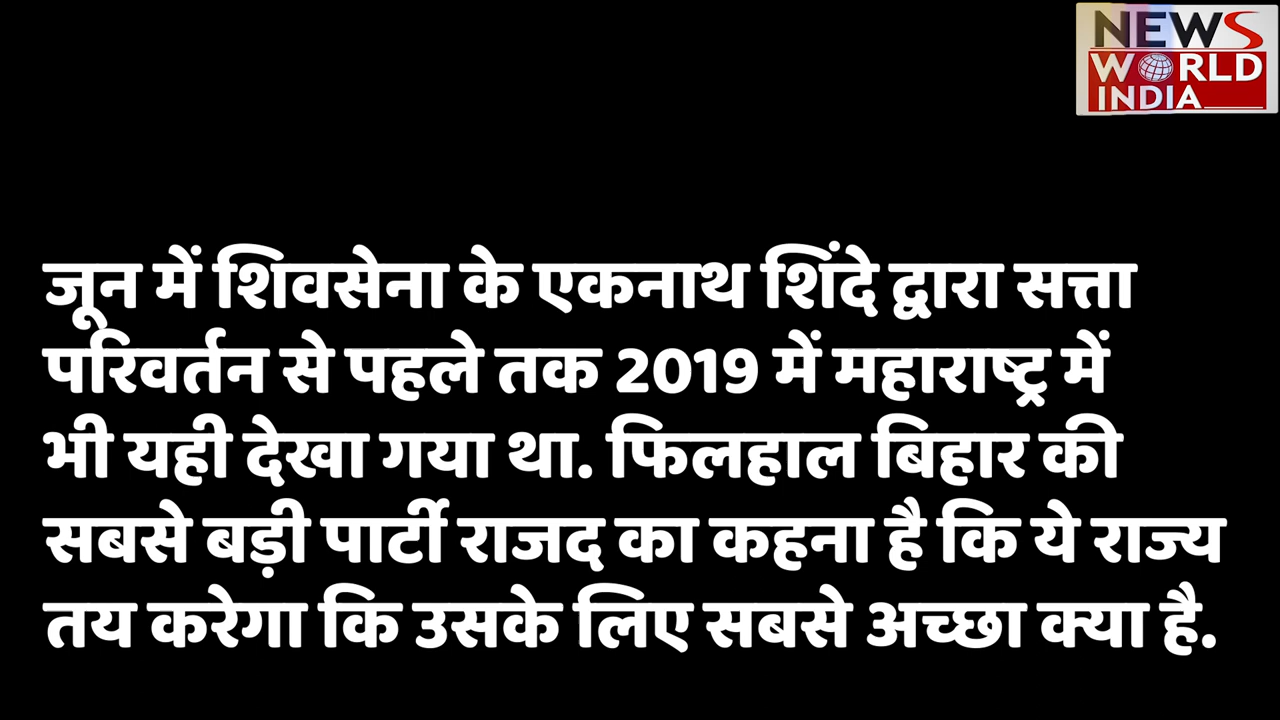 NEWS
WORLD
INDIA
जून में शिवसेना के एकनाथ शिंदे द्वारा सत्ता
परिवर्तन से पहले तक 2019 में महाराष्ट्र में
भी यही देखा गया था. फिलहाल बिहार की
सबसे बड़ी पार्टी राजद का कहना है कि ये राज्य
तय करेगा कि उसके लिए सबसे अच्छा क्या है.